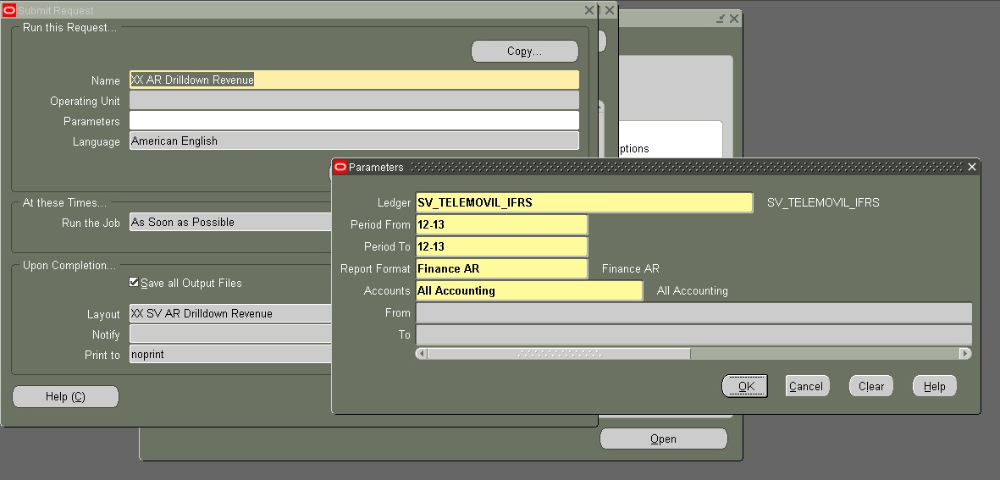 Submit Request
Run this Request...
Copy...
Name XX AR Drilldown Revenue
Operating Unit
Parameters
Language American English
ptions
At these Times...
Run the Job As Soon as Possible
Upon Completion...
Save all Output Files
Layout XX SV AR Drilldown Revenue
Notify
Print to noprint
Help (C)
Parameters
Ledger SV_TELEMOVIL_IFRS SV_TELEMOVIL_IFRS
Period From 12-13
Period To 12-13
Report Format Finance AR Finance AR
Accounts All Accounting All Accounting
From
To
OK Cancel Clear Help
Open